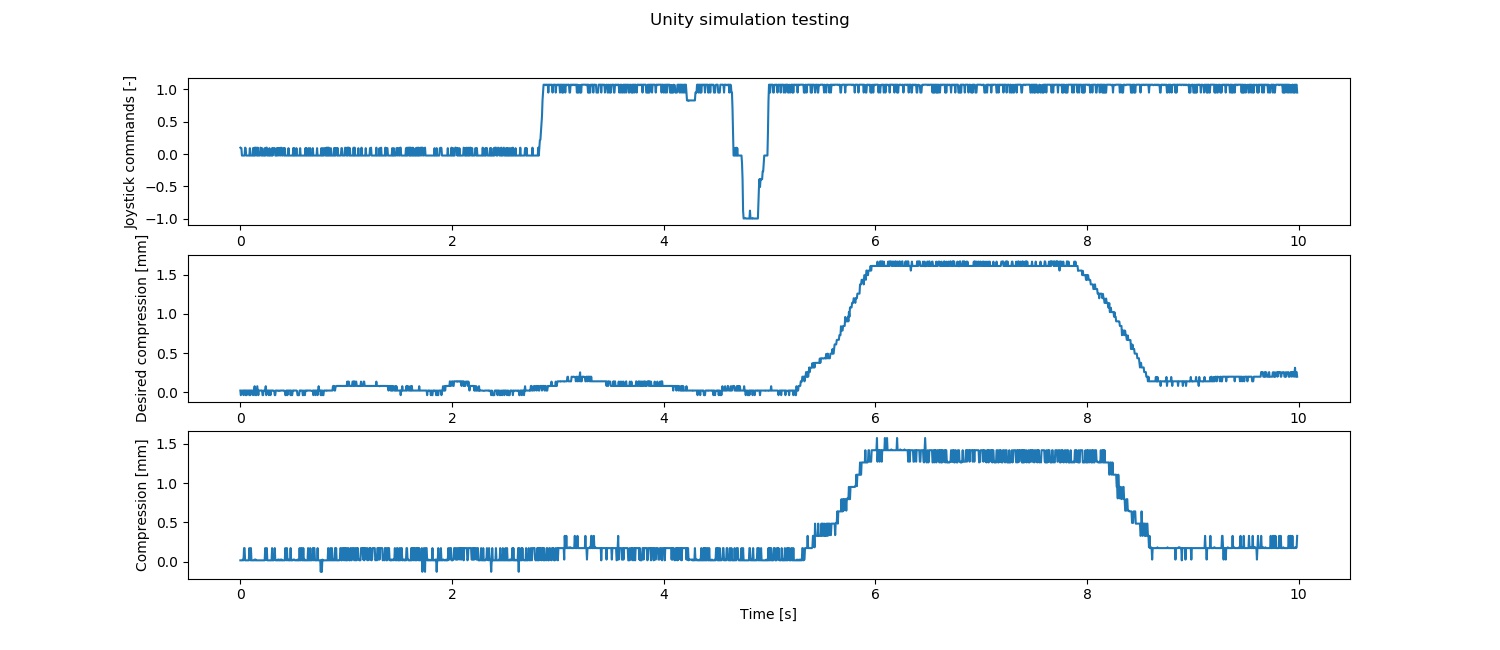 Unity simulation testing
Joystick commands [-]
1.0
0.5
0.0
−0.5
−1.0
0 2 4 6 8 10
Desired compression [mm]
1.5
1.0
0.5
0.0
0 2 4 6 8 10
Compression [mm]
1.5
1.0
0.5
0.0
0 2 4 6 8 10
Time [s]